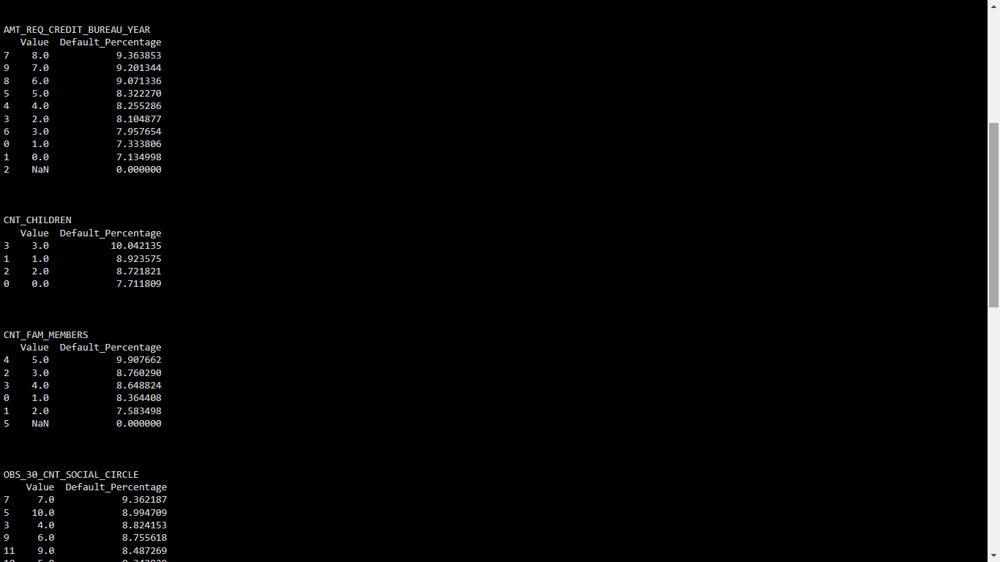 AMT_REQ_CREDIT_BUREAU_YEAR
Value Default_Percentage
7 8.0 9.363853
9 7.0 9.201344
8 6.0 9.071336
5 5.0 8.322270
4 4.0 8.255286
3 2.0 8.104877
6 3.0 7.957654
0 1.0 7.333806
1 0.0 7.134998
2 NaN 0.000000
CNT_CHILDREN
Value Default_Percentage
3 3.0 10.042135
1 1.0 8.923575
2 2.0 8.721821
0 0.0 7.711809
CNT_FAM_MEMBERS
Value Default_Percentage
4 5.0 9.907662
2 3.0 8.760290
3 4.0 8.648824
0 1.0 8.364408
1 2.0 7.583498
5 NaN 0.000000
OBS_30_CNT_SOCIAL_CIRCLE
Value Default_Percentage
7 7.0 9.362187
5 10.0 8.994709
3 4.0 8.824153
9 6.0 8.755618
11 9.0 8.487269